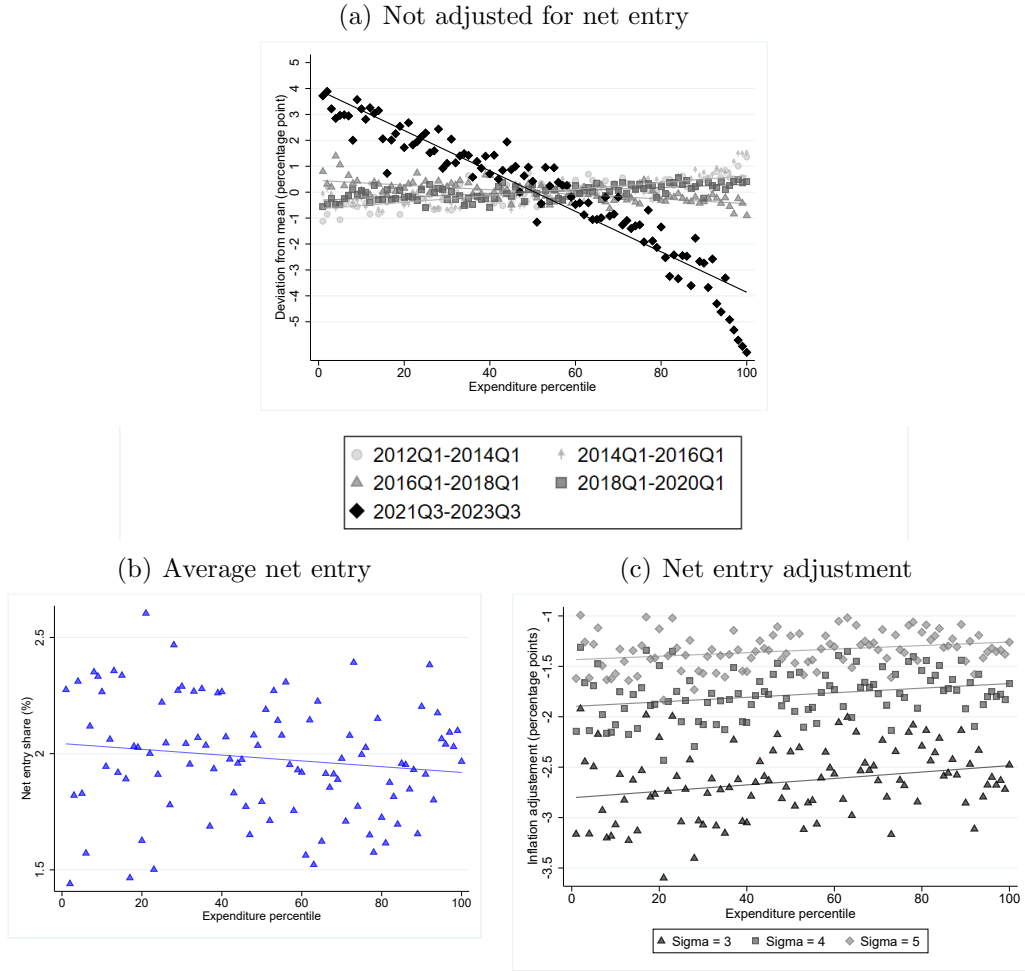 (a) Not adjusted for net entry
Deviation from mean (percentage point)
5
4
3
2
1
0
-1
-2
-3
-4
-5
0 20 40 60 80 100
Expenditure percentile
2012Q1-2014Q1 2014Q1-2016Q1
2016Q1-2018Q1 2018Q1-2020Q1
2021Q3-2023Q3
(b) Average net entry
Net entry share (%)
2.5
2
1.5
0 20 40 60 80 100
Expenditure percentile
(c) Net entry adjustment
Inflation adjustement (percentage points)
-1
-1.5
-2
-2.5
-3
-3.5
0 20 40 60 80 100
Expenditure percentile
Sigma = 3 Sigma = 4 Sigma = 5